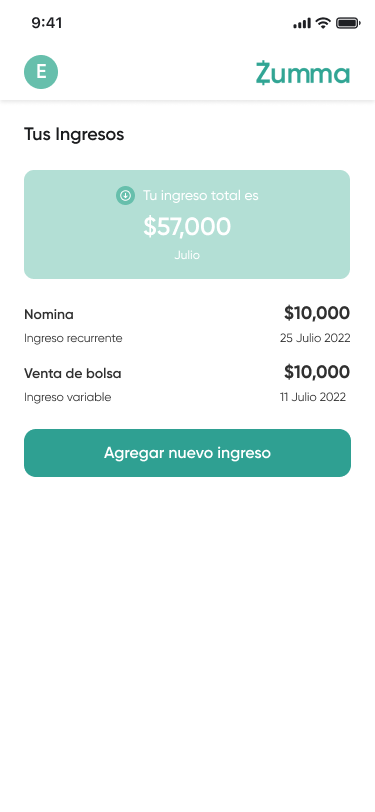 9:41
E
Zumma
Tus Ingresos
Tu ingreso total es
$57,000
Julio
Nomina $10,000
Ingreso recurrente 25 Julio 2022
Venta de bolsa $10,000
Ingreso variable 11 Julio 2022
Agregar nuevo ingreso